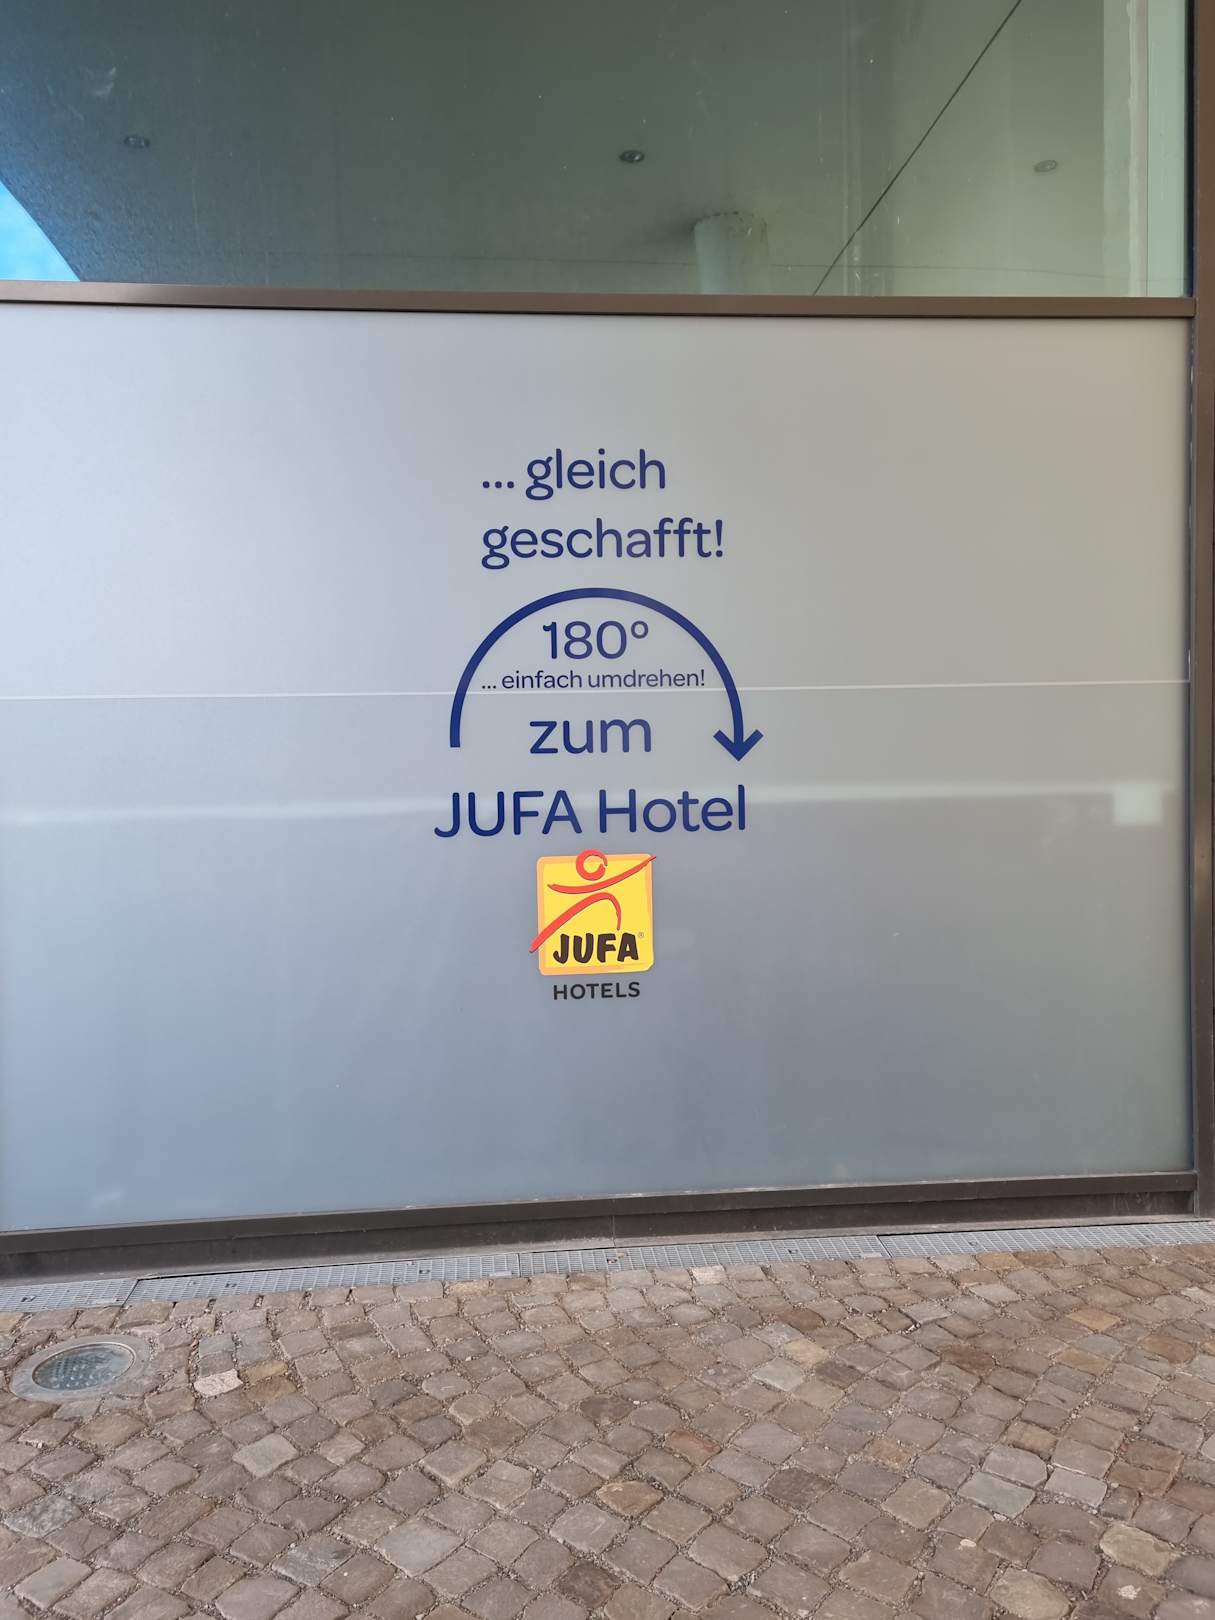 ... gleich
geschafft!
180°
... einfach umdrehen!
zum
JUFA Hotel
JUFA®
HOTELS